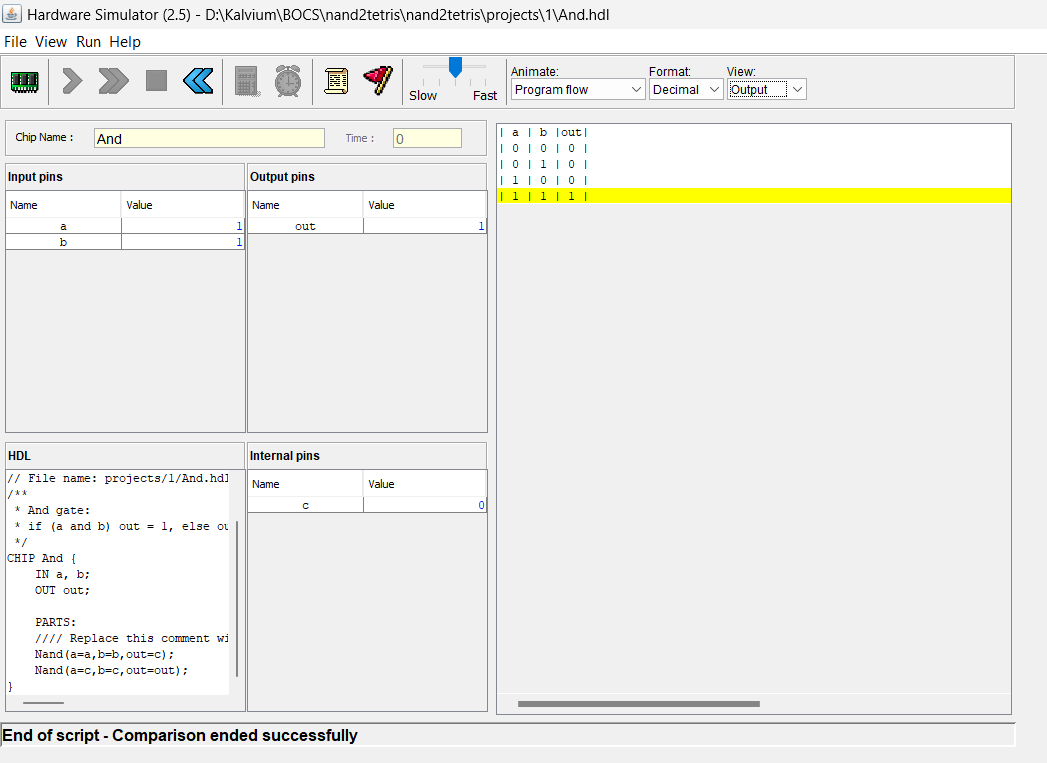 Hardware Simulator (2.5) - D:\Kalvium\BOCS\nand2tetris\nand2tetris\projects\1\And.hdl
File View Run Help
Slow Fast
Animate: Format: View:
Program flow Decimal Output
Chip Name : And Time : 0
Input pins
Name Value
a 1
b 1
Output pins
Name Value
out 1
HDL
// File name: projects/1/And.hdl
/**
 * And gate:
 * if (a and b) out = 1, else ou
 */
CHIP And {
    IN a, b;
    OUT out;
    PARTS:
    //// Replace this comment wi
    Nand(a=a,b=b,out=c);
    Nand(a=c,b=c,out=out);
}
Internal pins
Name Value
c 0
| a | b |out|
| 0 | 0 | 0 |
| 0 | 1 | 0 |
| 1 | 0 | 0 |
| 1 | 1 | 1 |
End of script - Comparison ended successfully